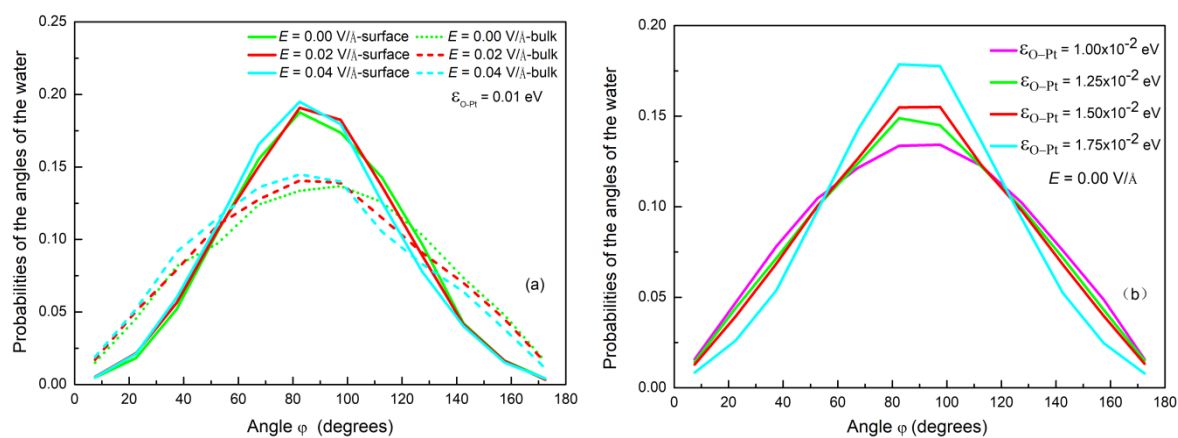 (a)
0.25
0.20
0.15
0.10
0.05
0.00
Probabilities of the angles of the water
E = 0.00 V/Å-surface E = 0.00 V/Å-bulk
E = 0.02 V/Å-surface E = 0.02 V/Å-bulk
E = 0.04 V/Å-surface E = 0.04 V/Å-bulk
ε_O-Pt = 0.01 eV
(a)
0 20 40 60 80 100 120 140 160 180
Angle φ (degrees)
b)
0.20
0.15
0.10
0.05
0.00
Probabilities of the angles of the water
ε_O–Pt = 1.00x10^-2 eV
ε_O–Pt = 1.25x10^-2 eV
ε_O–Pt = 1.50x10^-2 eV
ε_O–Pt = 1.75x10^-2 eV
E = 0.00 V/Å
(b)
0 20 40 60 80 100 120 140 160 180
Angle φ (degrees)